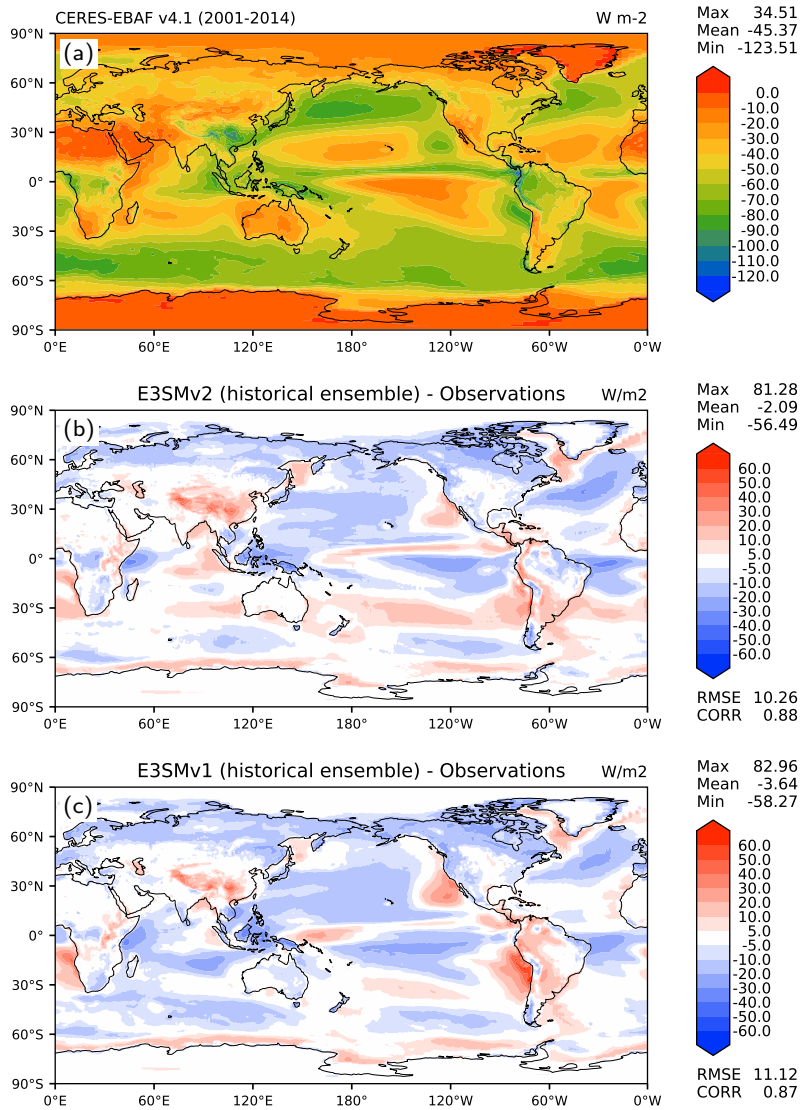 CERES-EBAF v4.1 (2001-2014) W m-2
Max 34.51
Mean -45.37
Min -123.51
(a)
90°N
60°N
30°N
0°
30°S
60°S
90°S
0°E 60°E 120°E 180° 120°W 60°W 0°W
0.0
-10.0
-20.0
-30.0
-40.0
-50.0
-60.0
-70.0
-80.0
-90.0
-100.0
-110.0
-120.0
E3SMv2 (historical ensemble) - Observations W/m2
Max 81.28
Mean -2.09
Min -56.49
(b)
90°N
60°N
30°N
0°
30°S
60°S
90°S
0°E 60°E 120°E 180° 120°W 60°W 0°W
60.0
50.0
40.0
30.0
20.0
10.0
5.0
-5.0
-10.0
-20.0
-30.0
-40.0
-50.0
-60.0
RMSE 10.26
CORR 0.88
E3SMv1 (historical ensemble) - Observations W/m2
Max 82.96
Mean -3.64
Min -58.27
(c)
90°N
60°N
30°N
0°
30°S
60°S
90°S
0°E 60°E 120°E 180° 120°W 60°W 0°W
60.0
50.0
40.0
30.0
20.0
10.0
5.0
-5.0
-10.0
-20.0
-30.0
-40.0
-50.0
-60.0
RMSE 11.12
CORR 0.87